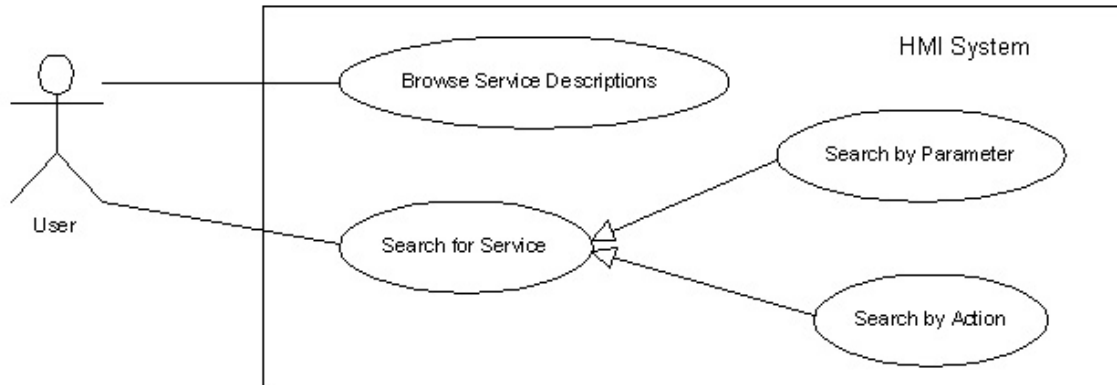 HMI System
Browse Service Descriptions
Search by Parameter
User
Search for Service
Search by Action